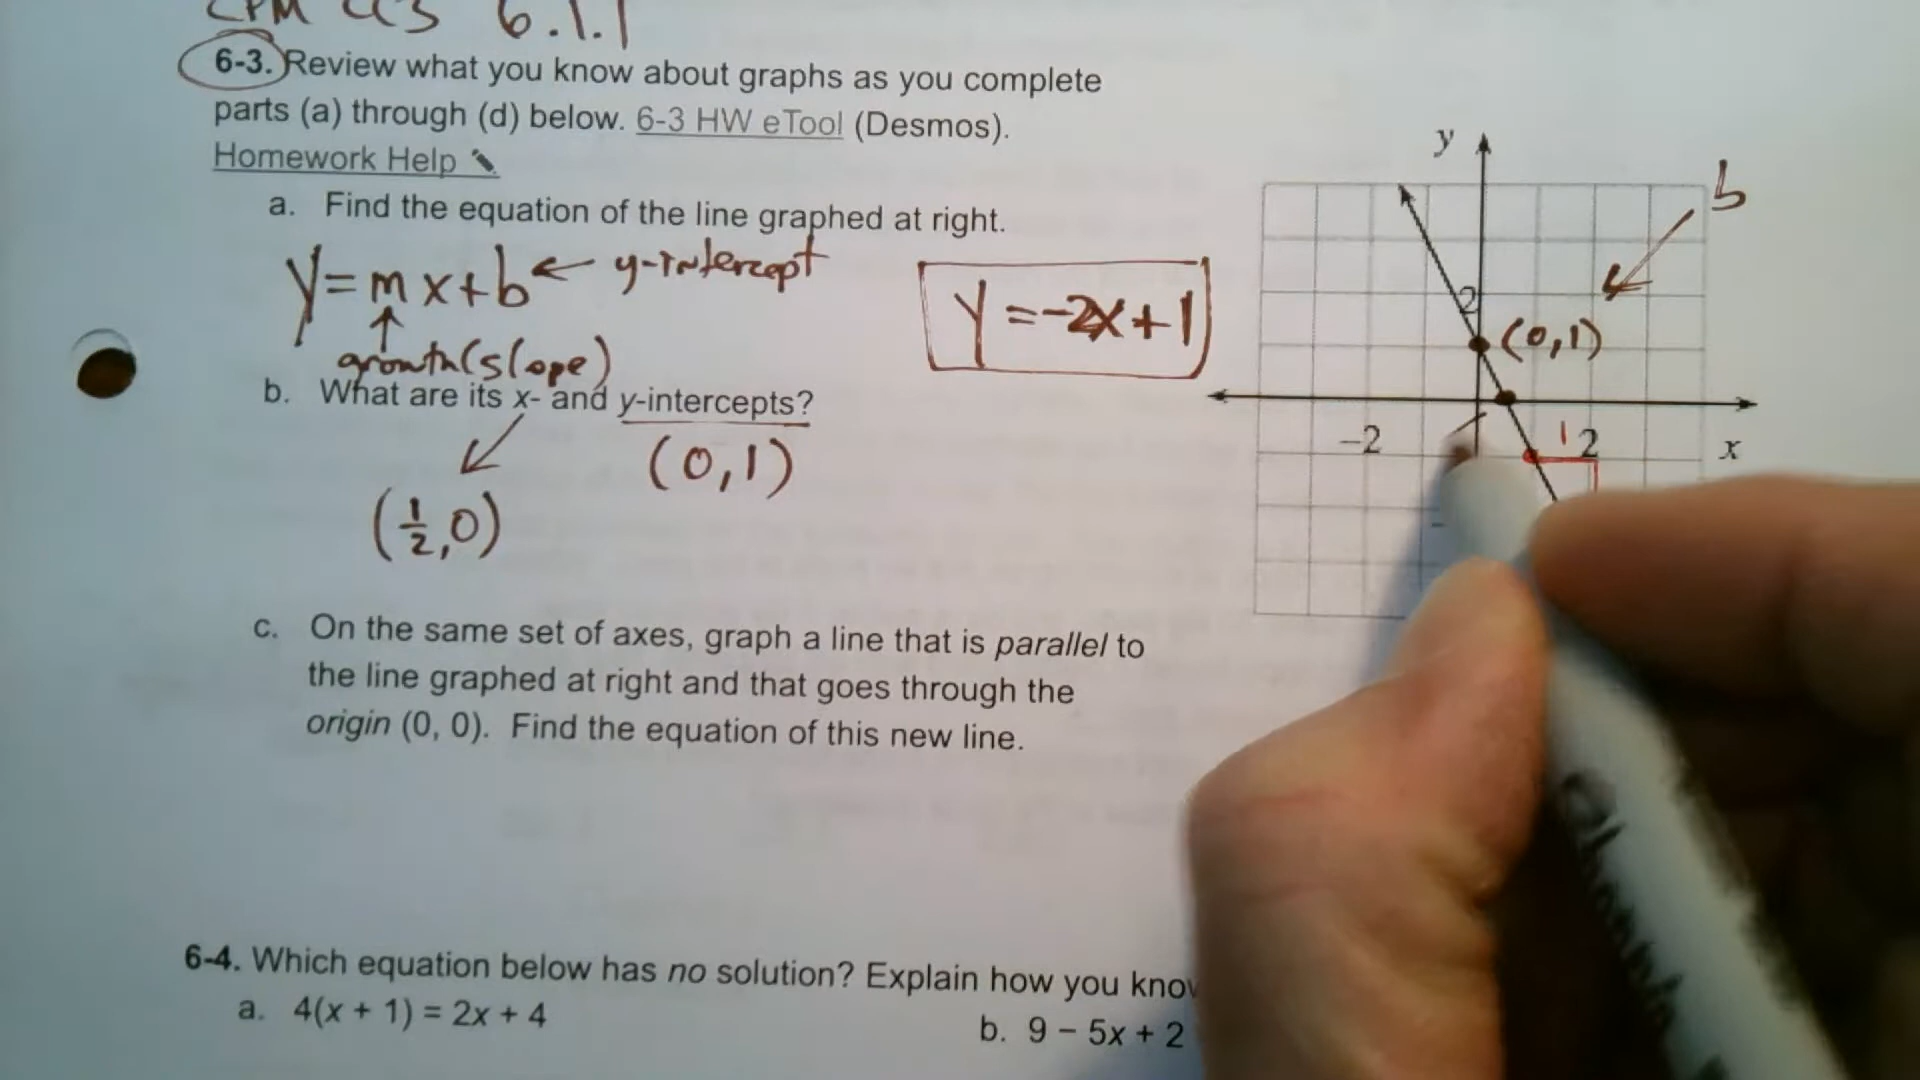 CPM CC3 6.1.1
6-3. Review what you know about graphs as you complete
parts (a) through (d) below. 6-3 HW eTool (Desmos).
Homework Help
a. Find the equation of the line graphed at right.
y=mx+b ← y-intercept
↑
growth (slope)
y=-2x+1
b. What are its x- and y-intercepts?
(1/2,0) (0,1)
y
b
2
(0,1)
-2
1
2
x
c. On the same set of axes, graph a line that is parallel to
the line graphed at right and that goes through the
origin (0, 0). Find the equation of this new line.
6-4. Which equation below has no solution? Explain how you
a. 4(x + 1) = 2x + 4
b. 9 − 5x + 2